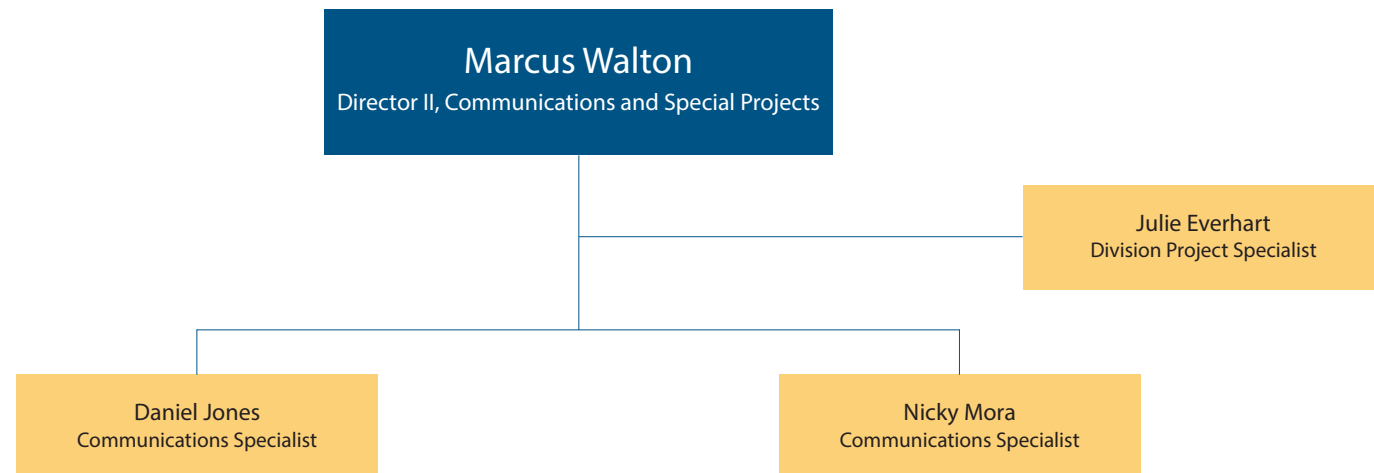 Marcus Walton
Director II, Communications and Special Projects
Julie Everhart
Division Project Specialist
Daniel Jones
Communications Specialist
Nicky Mora
Communications Specialist